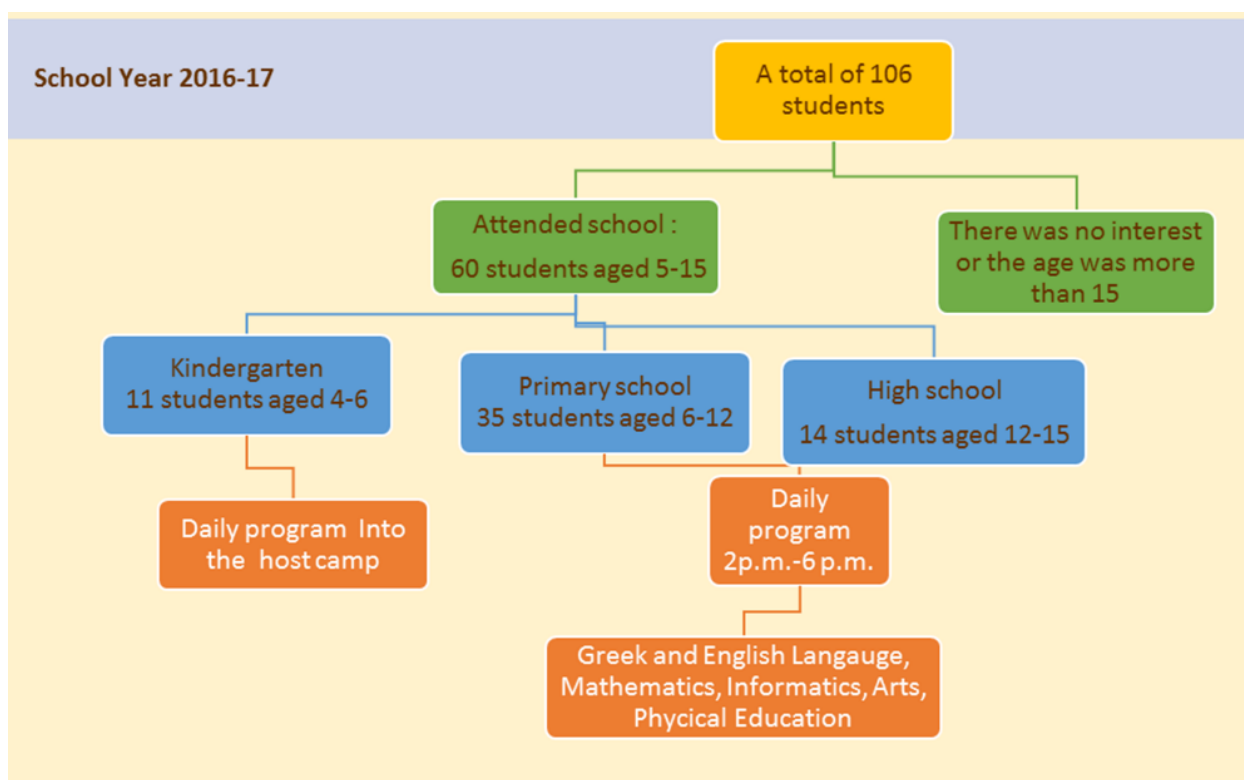 School Year 2016-17
A total of 106
students
Attended school :
60 students aged 5-15
There was no interest
or the age was more
than 15
Kindergarten
11 students aged 4-6
Primary school
35 students aged 6-12
High school
14 students aged 12-15
Daily program Into
the host camp
Daily
program
2p.m.-6 p.m.
Greek and English Langauge,
Mathematics, Informatics, Arts,
Phycical Education